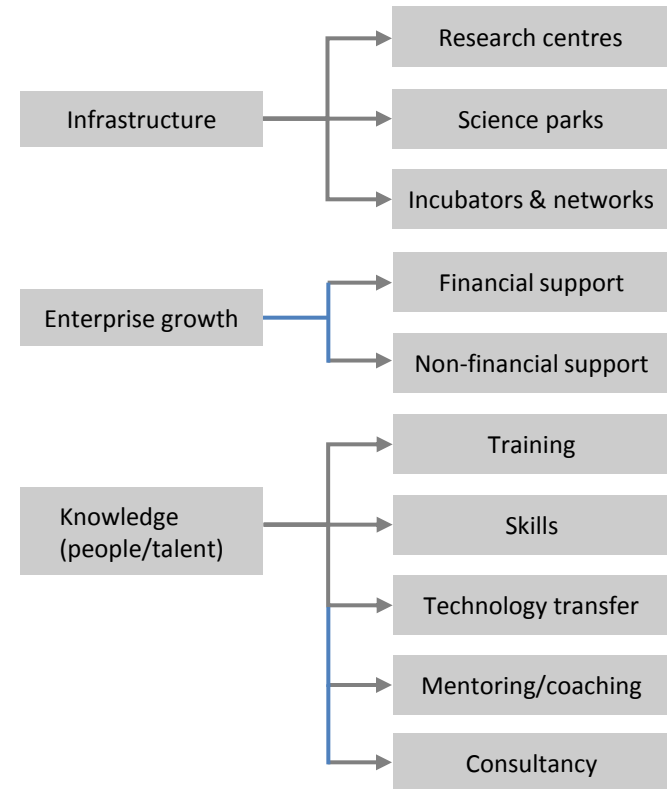 Infrastructure
Research centres
Science parks
Incubators & networks
Enterprise growth
Financial support
Non-financial support
Knowledge
(people/talent)
Training
Skills
Technology transfer
Mentoring/coaching
Consultancy